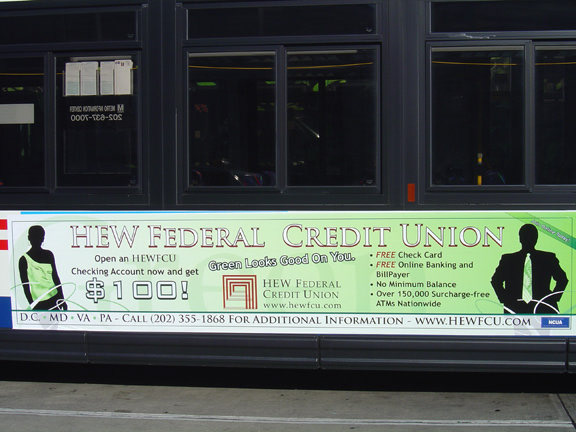 METRO INFORMATION CENTER
202-637-7000
HEW FEDERAL CREDIT UNION
Open an HEWFCU
Checking Account now and get
$100!
Green Looks Good On You.
HEW FEDERAL
CREDIT UNION
www.hewfcu.com
• FREE Check Card
• FREE Online Banking and
BillPayer
• No Minimum Balance
• Over 150,000 Surcharge-free
ATMs Nationwide
D.C. • MD • VA • PA - CALL (202) 355-1868 FOR ADDITIONAL INFORMATION - WWW.HEWFCU.COM
NCUA